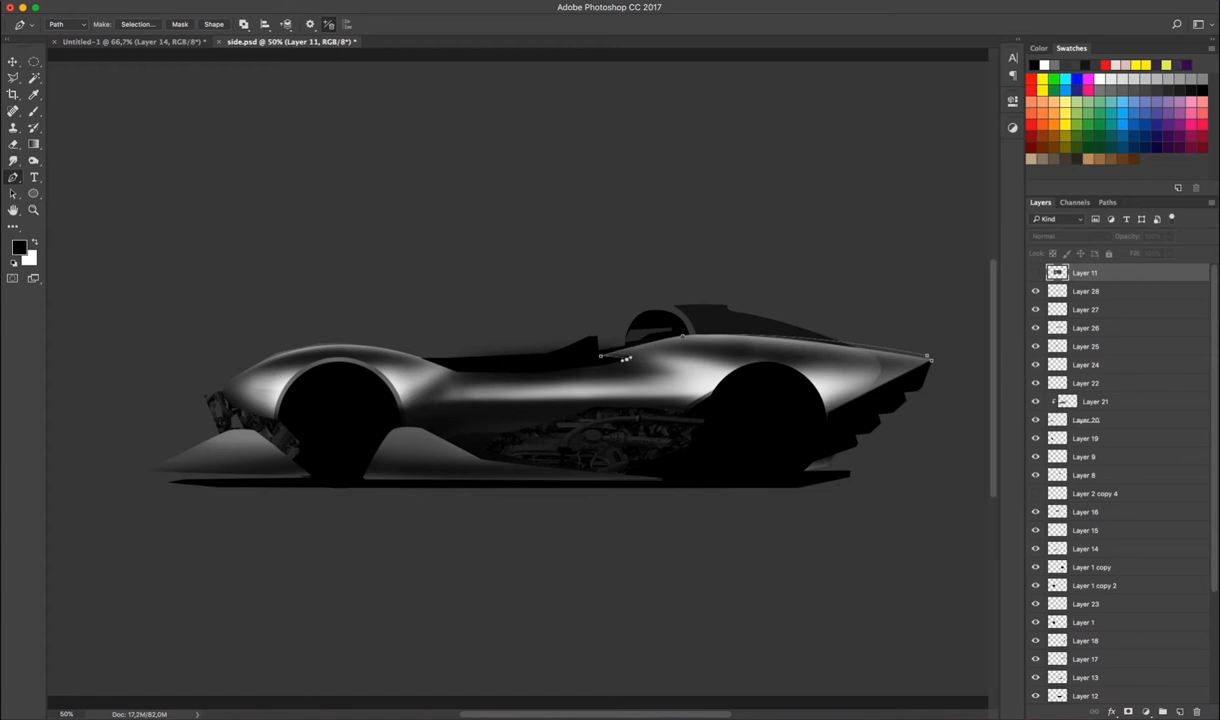 Adobe Photoshop CC 2017
Path
Make:
Selection...
Mask
Shape
Untitled-1 @ 66,7% (Layer 14, RGB/8*) *
side.psd @ 50% (Layer 11, RGB/8*) *
Color
Swatches
Layers
Channels
Paths
Kind
Normal
Opacity: 100%
Lock:
Fill: 100%
Layer 11
Layer 28
Layer 27
Layer 26
Layer 25
Layer 24
Layer 22
Layer 21
Layer 20
Layer 19
Layer 9
Layer 8
Layer 2 copy 4
Layer 16
Layer 15
Layer 14
Layer 1 copy
Layer 1 copy 2
Layer 23
Layer 1
Layer 18
Layer 17
Layer 13
Layer 12
50%
Doc: 17,2M/82,0M